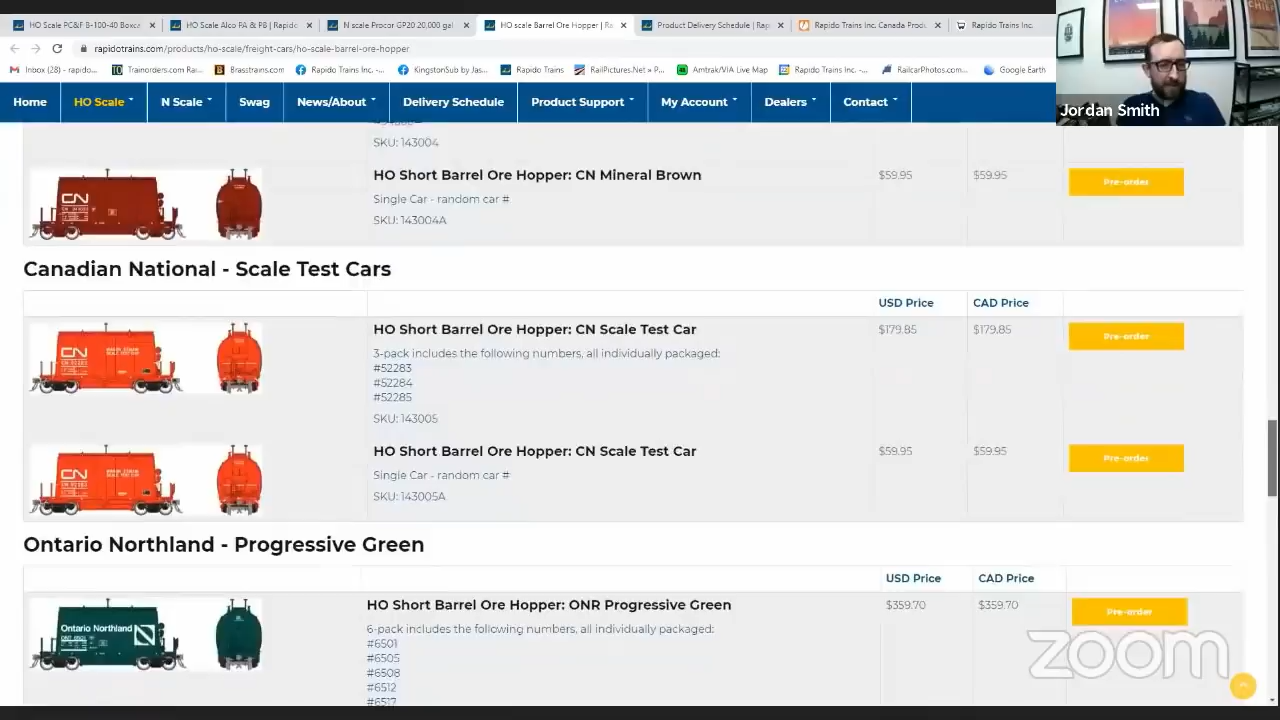 HO Scale PC&F B-100-40 Boxca
HO Scale Alco PA & PB | Rapido
N scale Procor GP20 20,000 gal
HO scale Barrel Ore Hopper | Ra
Product Delivery Schedule | Rap
Rapido Trains Inc. Canada Produ
Rapido Trains Inc.
rapidotrains.com/products/ho-scale/freight-cars/ho-scale-barrel-ore-hopper
Inbox (28) - rapido...
Trainorders.com Rai...
Brasstrains.com
Rapido Trains Inc. -...
KingstonSub by Jas...
Rapido Trains
RailPictures.Net » P...
Amtrak/VIA Live Map
Rapido Trains Inc -...
RailcarPhotos.com...
Google Earth
Jordan Smith
Home
HO Scale
N Scale
Swag
News/About
Delivery Schedule
Product Support
My Account
Dealers
Contact
SKU: 143004
HO Short Barrel Ore Hopper: CN Mineral Brown
$59.95
$59.95
Pre-order
Single Car - random car #
SKU: 143004A
CN
Canadian National - Scale Test Cars
USD Price
CAD Price
HO Short Barrel Ore Hopper: CN Scale Test Car
$179.85
$179.85
Pre-order
3-pack includes the following numbers, all individually packaged:
#52283
#52284
#52285
SKU: 143005
CN
HO Short Barrel Ore Hopper: CN Scale Test Car
$59.95
$59.95
Pre-order
Single Car - random car #
SKU: 143005A
CN
Ontario Northland - Progressive Green
USD Price
CAD Price
HO Short Barrel Ore Hopper: ONR Progressive Green
$359.70
$359.70
Pre-order
6-pack includes the following numbers, all individually packaged:
#6501
#6505
#6508
#6512
#6517
Ontario Northland
zoom